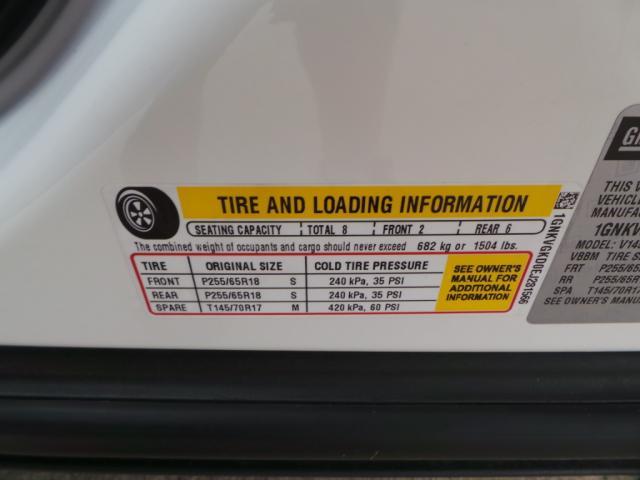 TIRE AND LOADING INFORMATION
SEATING CAPACITY TOTAL 8 FRONT 2 REAR 6
The combined weight of occupants and cargo should never exceed 682 kg or 1504 lbs.
TIRE ORIGINAL SIZE COLD TIRE PRESSURE
FRONT P255/65R18 S 240 kPa, 35 PSI
REAR P255/65R18 S 240 kPa, 35 PSI
SPARE T145/70R17 M 420 kPa, 60 PSI
SEE OWNER'S
MANUAL FOR
ADDITIONAL
INFORMATION
1GNKVGKD0EJ281566
THIS V
VEHICLE
MANUFA
1GNKV
MODEL: V14
VBBM TIRE S
FRT P255/65
RR P255/65R
SPA T145/70R17
SEE OWNER'S MANU